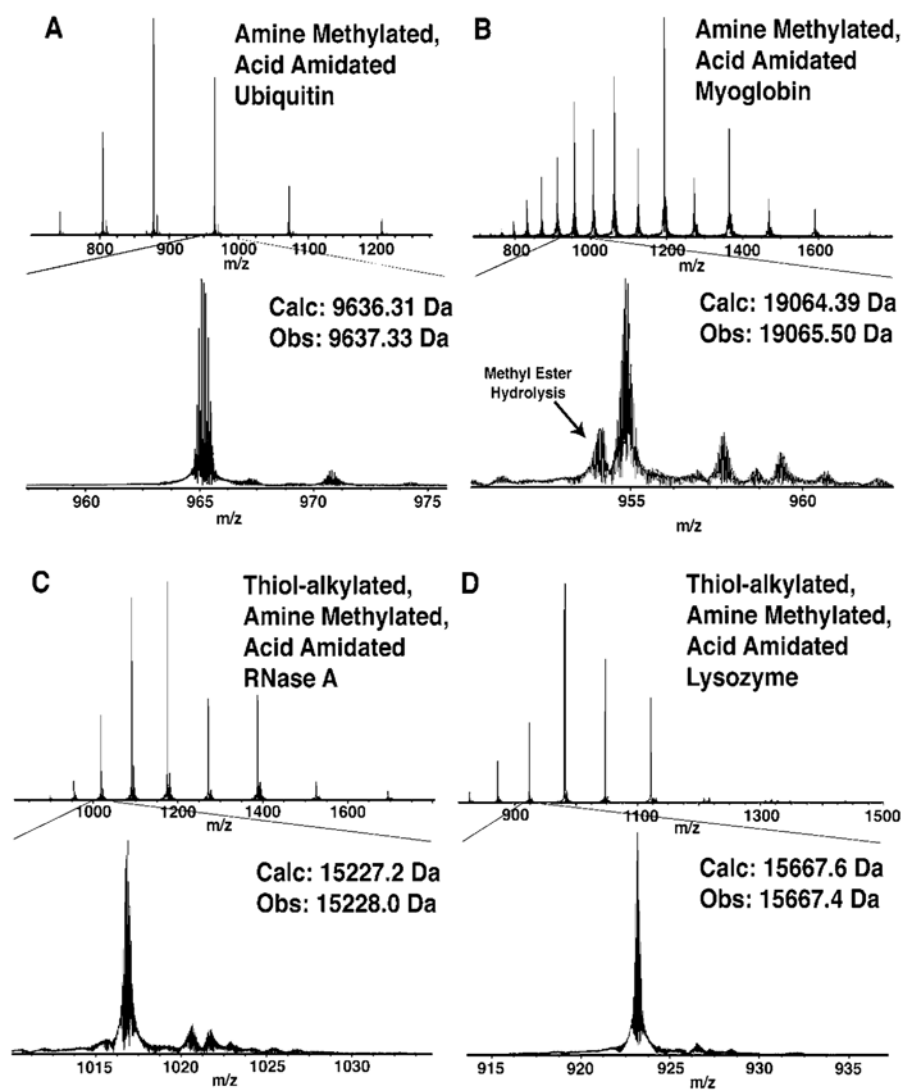 A
Amine Methylated,
Acid Amidated
Ubiquitin
800 900 1000 1100 1200
m/z
Calc: 9636.31 Da
Obs: 9637.33 Da
960 965 970 975
m/z
B
Amine Methylated,
Acid Amidated
Myoglobin
800 1000 1200 1400 1600
m/z
Calc: 19064.39 Da
Obs: 19065.50 Da
Methyl Ester
Hydrolysis
955 960
m/z
C
Thiol-alkylated,
Amine Methylated,
Acid Amidated
RNase A
1000 1200 1400 1600
m/z
Calc: 15227.2 Da
Obs: 15228.0 Da
1015 1020 1025 1030
m/z
D
Thiol-alkylated,
Amine Methylated,
Acid Amidated
Lysozyme
900 1100 1300 1500
m/z
Calc: 15667.6 Da
Obs: 15667.4 Da
915 920 925 930 935
m/z